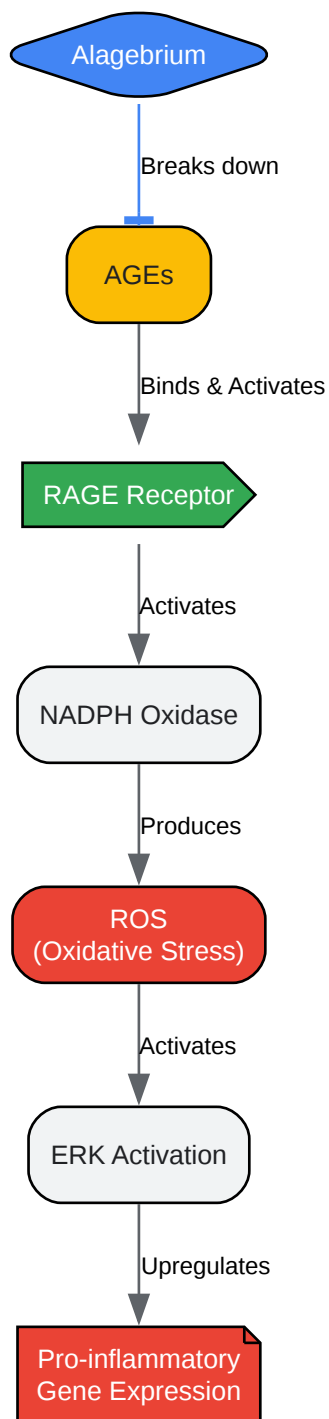 Alagebrium
Breaks down
AGEs
Binds & Activates
RAGE Receptor
Activates
NADPH Oxidase
Produces
ROS
(Oxidative Stress)
Activates
ERK Activation
Upregulates
Pro-inflammatory
Gene Expression